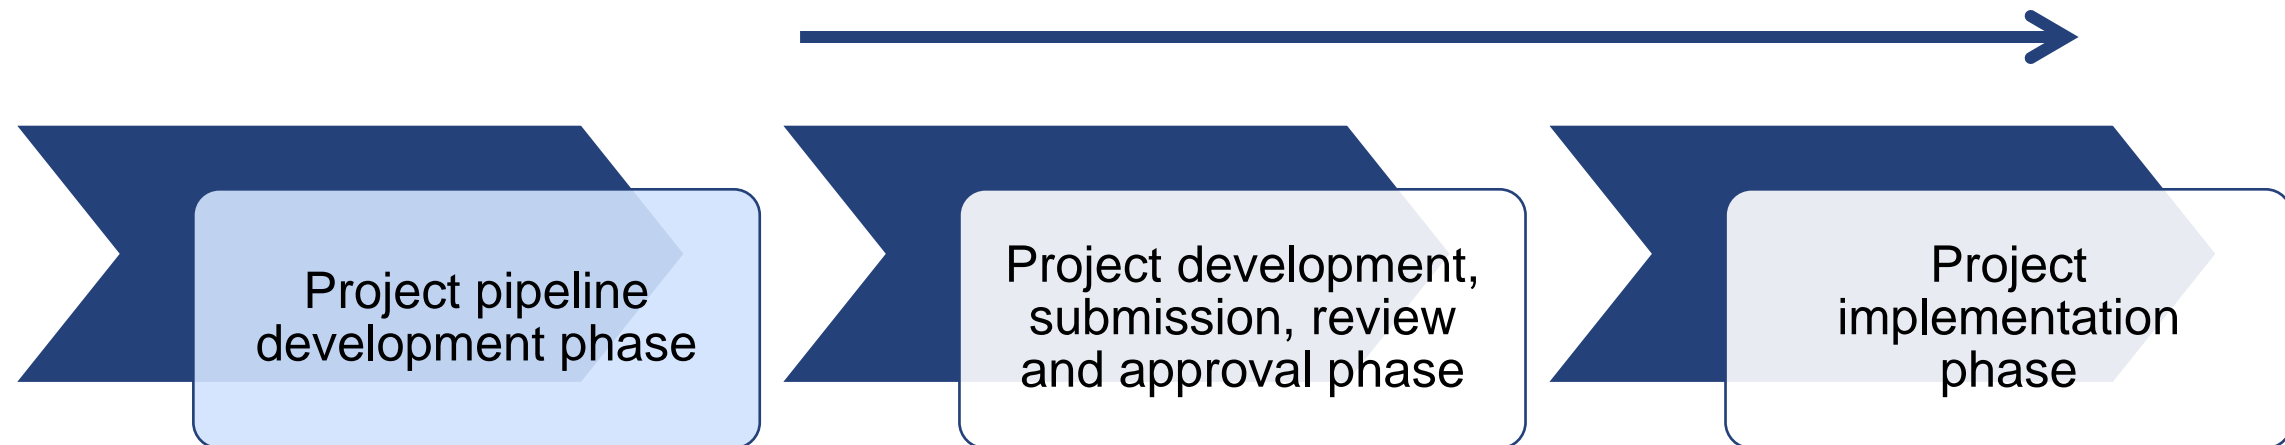 Project pipeline
development phase
Project development,
submission, review
and approval phase
Project
implementation
phase